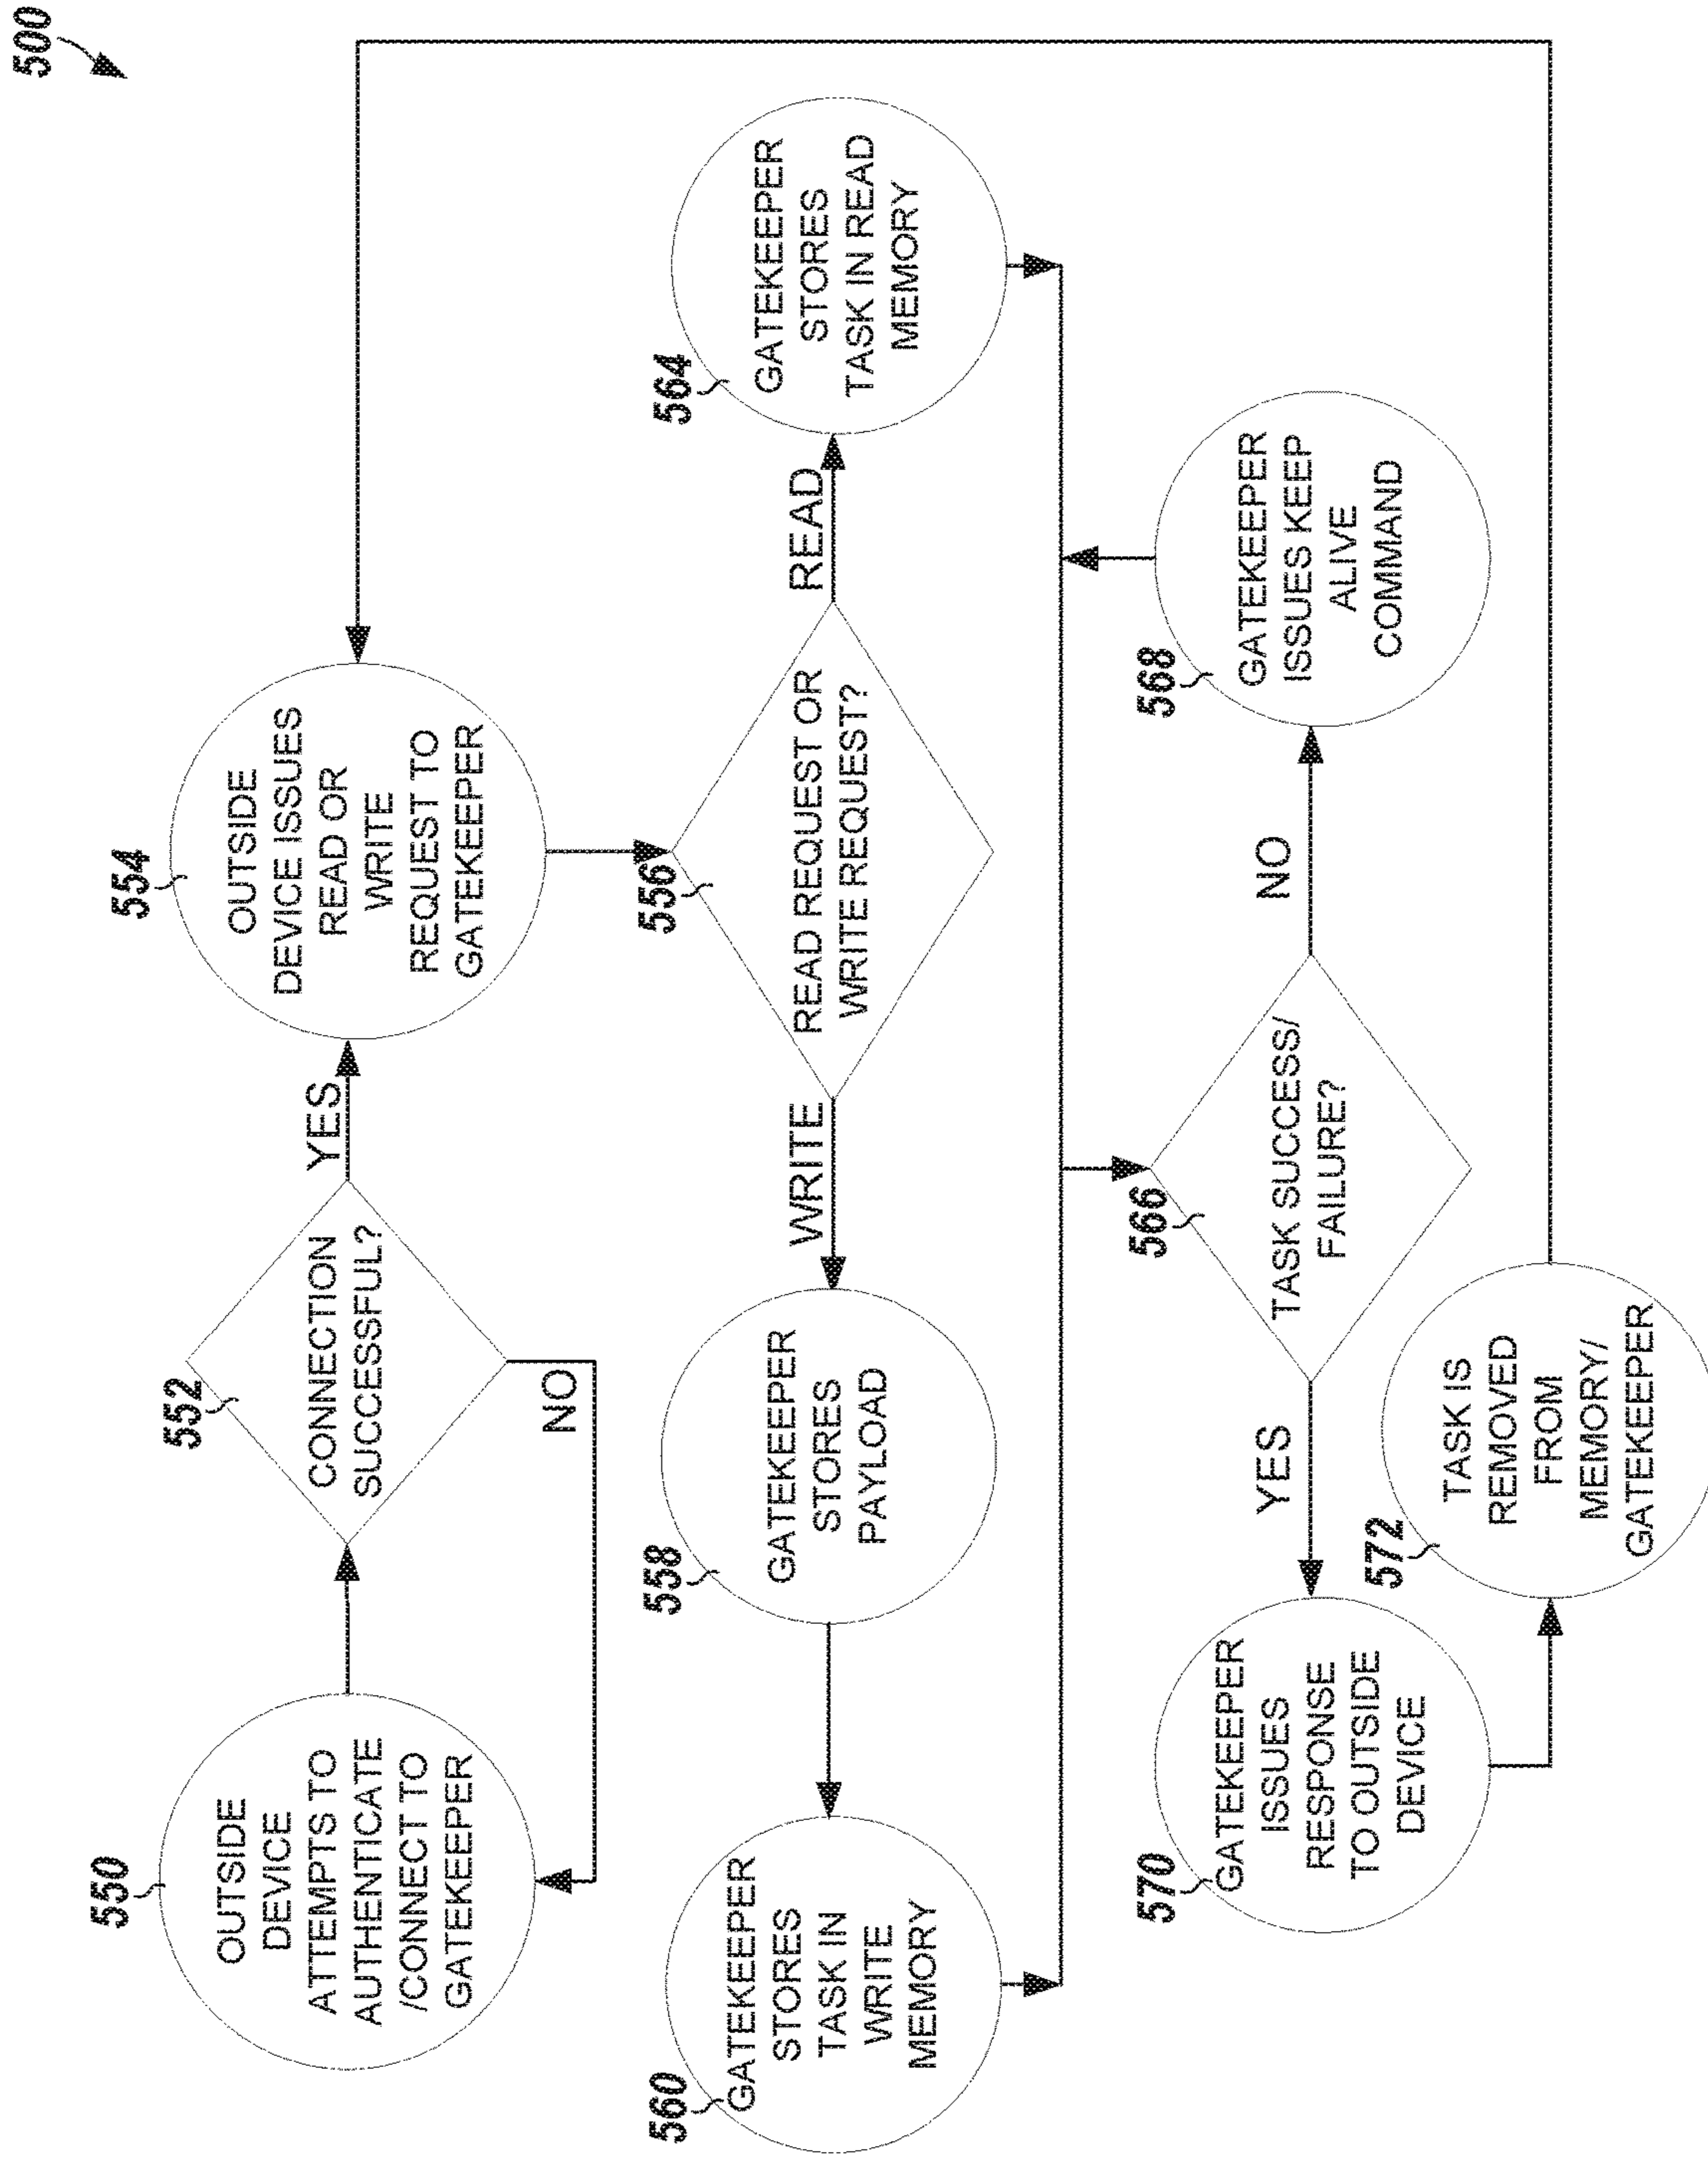 500
550
OUTSIDE
DEVICE
ATTEMPTS TO
AUTHENTICATE
/CONNECT TO
GATEKEEPER
552
CONNECTION
SUCCESSFUL?
YES
NO
554
OUTSIDE
DEVICE ISSUES
READ OR
WRITE
REQUEST TO
GATEKEEPER
556
READ REQUEST OR
WRITE REQUEST?
WRITE
READ
558
GATEKEEPER
STORES
PAYLOAD
560
GATEKEEPER
STORES
TASK IN
WRITE
MEMORY
564
GATEKEEPER
STORES
TASK IN READ
MEMORY
566
TASK SUCCESS/
FAILURE?
YES
NO
568
GATEKEEPER
ISSUES KEEP
ALIVE
COMMAND
570
GATEKEEPER
ISSUES
RESPONSE
TO OUTSIDE
DEVICE
572
TASK IS
REMOVED
FROM
MEMORY/
GATEKEEPER